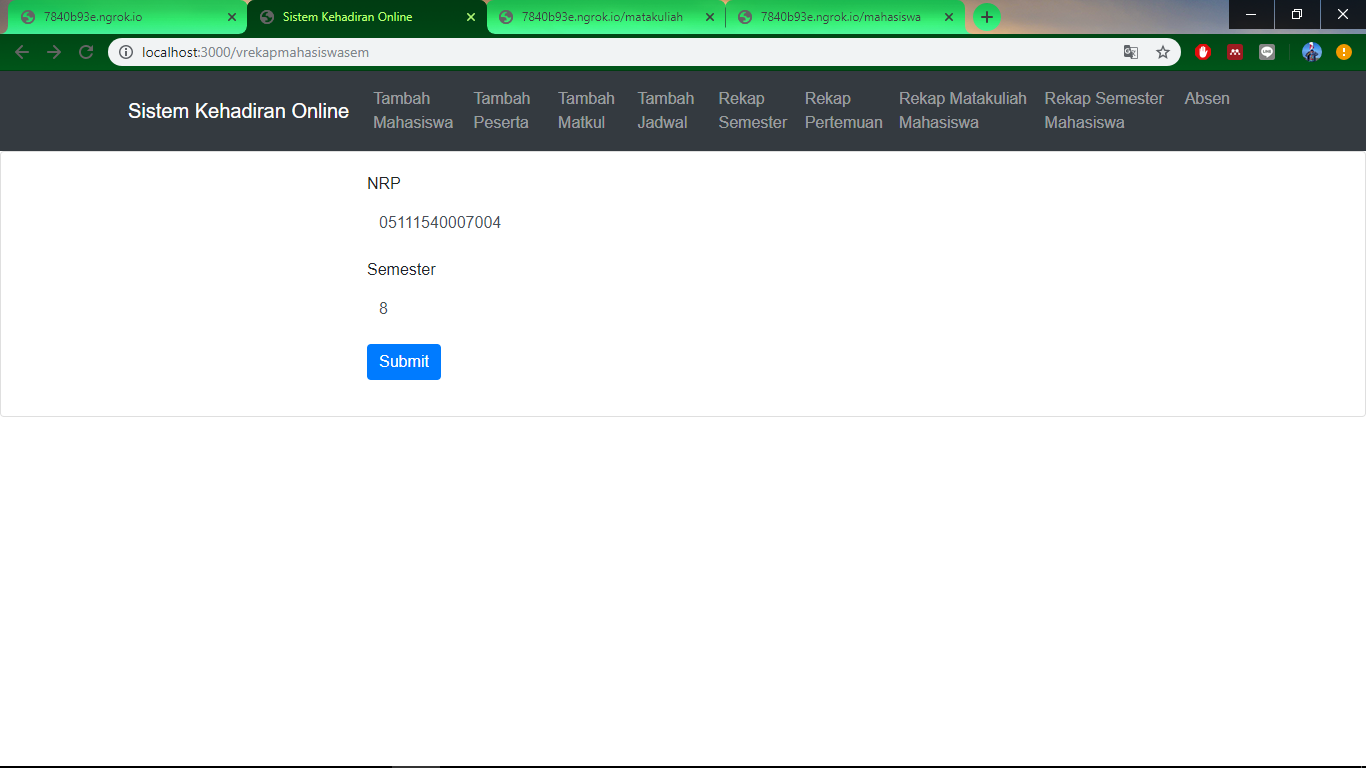 7840b93e.ngrok.io
Sistem Kehadiran Online
7840b93e.ngrok.io/matakuliah
7840b93e.ngrok.io/mahasiswa
localhost:3000/vrekapmahasiswasem
Sistem Kehadiran Online
Tambah Mahasiswa
Tambah Peserta
Tambah Matkul
Tambah Jadwal
Rekap Semester
Rekap Pertemuan
Rekap Matakuliah Mahasiswa
Rekap Semester Mahasiswa
Absen
NRP
05111540007004
Semester
8
Submit